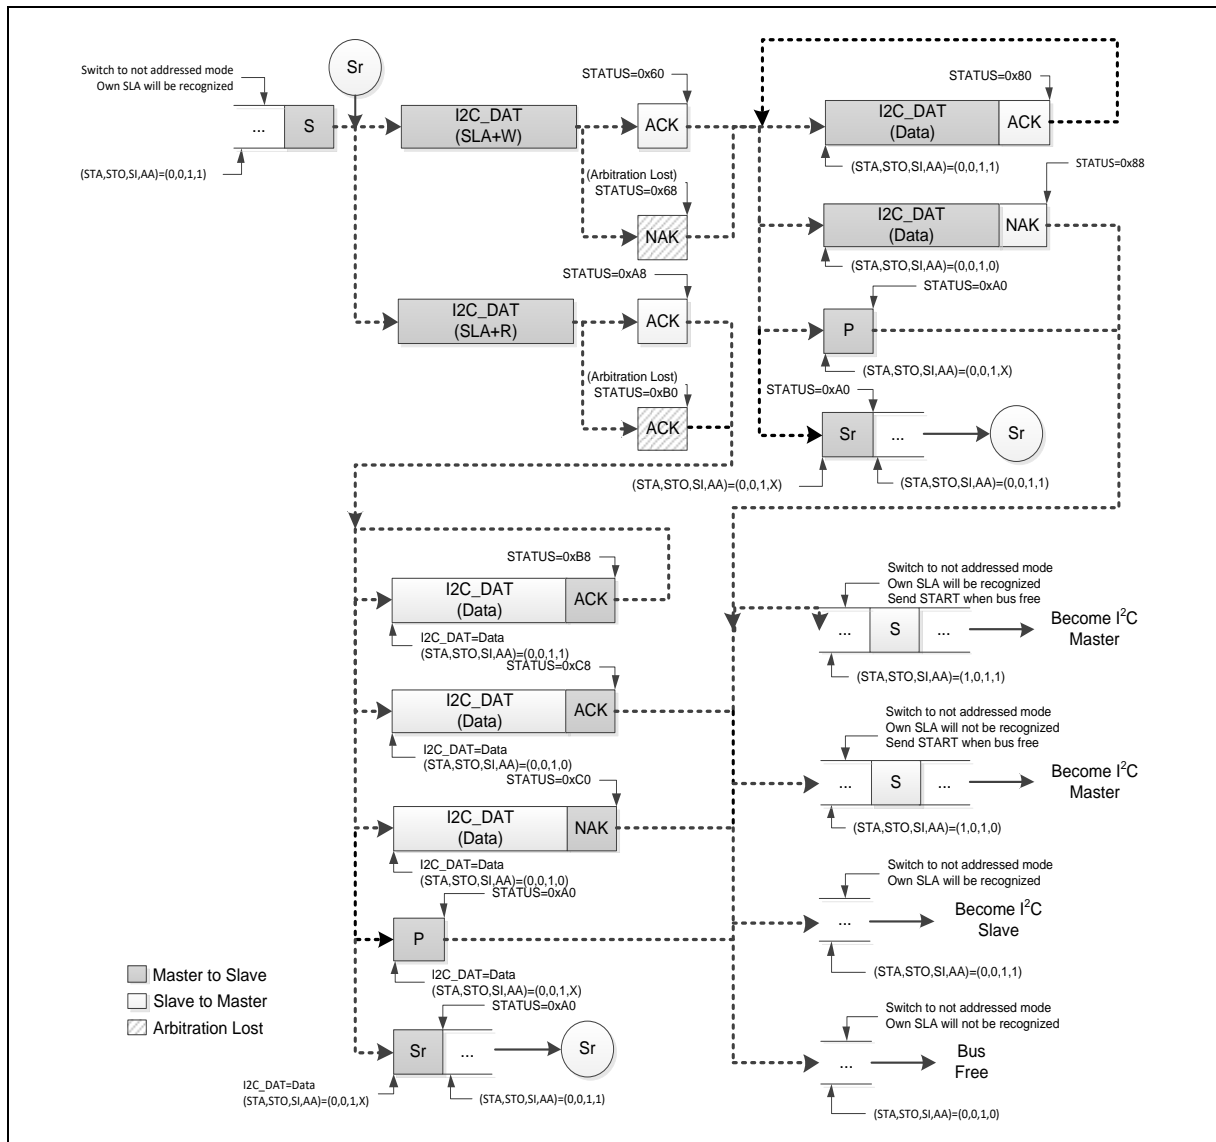 Switch to not addressed mode
Own SLA will be recognized
...
S
(STA,STO,SI,AA)=(0,0,1,1)
Sr
I2C_DAT
(SLA+W)
STATUS=0x60
ACK
(Arbitration Lost)
STATUS=0x68
NAK
I2C_DAT
(SLA+R)
STATUS=0xA8
ACK
(Arbitration Lost)
STATUS=0xB0
ACK
STATUS=0x80
I2C_DAT
(Data)
ACK
(STA,STO,SI,AA)=(0,0,1,1)
STATUS=0x88
I2C_DAT
(Data)
NAK
(STA,STO,SI,AA)=(0,0,1,0)
STATUS=0xA0
P
(STA,STO,SI,AA)=(0,0,1,X)
STATUS=0xA0
Sr
...
Sr
(STA,STO,SI,AA)=(0,0,1,X)
(STA,STO,SI,AA)=(0,0,1,1)
STATUS=0xB8
I2C_DAT
(Data)
ACK
I2C_DAT=Data
(STA,STO,SI,AA)=(0,0,1,1)
STATUS=0xC8
I2C_DAT
(Data)
ACK
I2C_DAT=Data
(STA,STO,SI,AA)=(0,0,1,0)
STATUS=0xC0
I2C_DAT
(Data)
NAK
I2C_DAT=Data
(STA,STO,SI,AA)=(0,0,1,0)
STATUS=0xA0
P
I2C_DAT=Data
(STA,STO,SI,AA)=(0,0,1,X)
STATUS=0xA0
Sr
...
Sr
I2C_DAT=Data
(STA,STO,SI,AA)=(0,0,1,X)
(STA,STO,SI,AA)=(0,0,1,1)
Switch to not addressed mode
Own SLA will be recognized
Send START when bus free
...
S
...
Become I²C
Master
(STA,STO,SI,AA)=(1,0,1,1)
Switch to not addressed mode
Own SLA will not be recognized
Send START when bus free
...
S
...
Become I²C
Master
(STA,STO,SI,AA)=(1,0,1,0)
Switch to not addressed mode
Own SLA will be recognized
...
Become I²C
Slave
(STA,STO,SI,AA)=(0,0,1,1)
Switch to not addressed mode
Own SLA will not be recognized
...
Bus
Free
(STA,STO,SI,AA)=(0,0,1,0)
Master to Slave
Slave to Master
Arbitration Lost